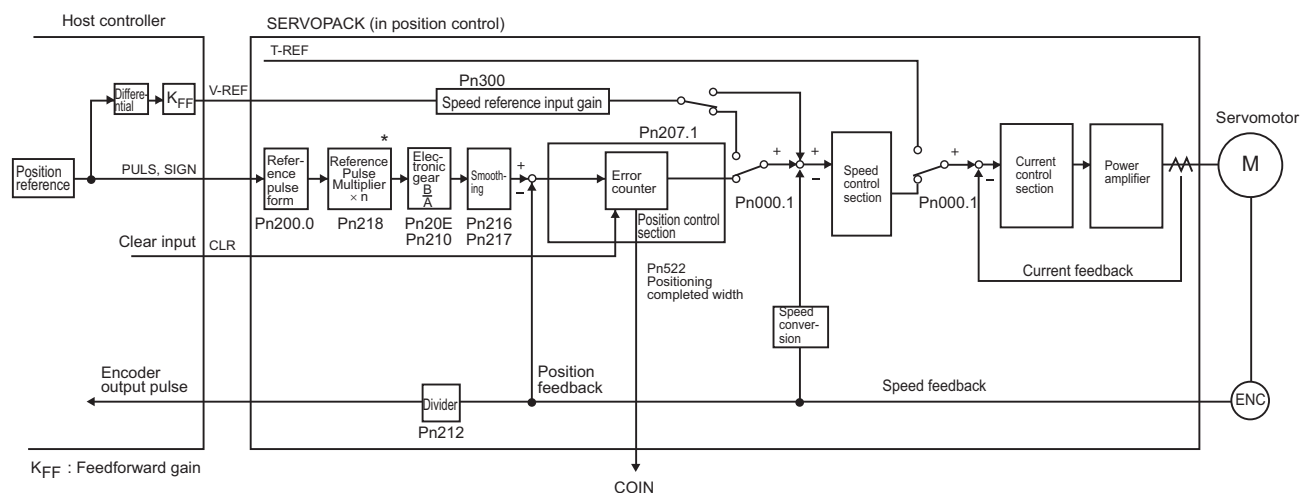 Host controller
SERVOPACK (in position control)
T-REF
Differe-
ntial
KFF
V-REF
Pn300
Speed reference input gain
Pn207.1
Servomotor
M
Position
reference
PULS, SIGN
Refer-
ence
pulse
form
Pn200.0
*
Reference
Pulse
Multiplier
× n
Pn218
Elec-
tronic
gear
B
A
Pn20E
Pn210
Smooth-
ing
Pn216
Pn217
+
−
Error
counter
Position control
section
Pn000.1
+
+
−
Speed
control
section
Pn000.1
+
−
Current
control
section
Power
amplifier
Clear input
CLR
Current feedback
Pn522
Positioning
completed width
Speed
conver-
sion
Encoder
output pulse
Divider
Pn212
Position
feedback
Speed feedback
ENC
KFF : Feedforward gain
COIN